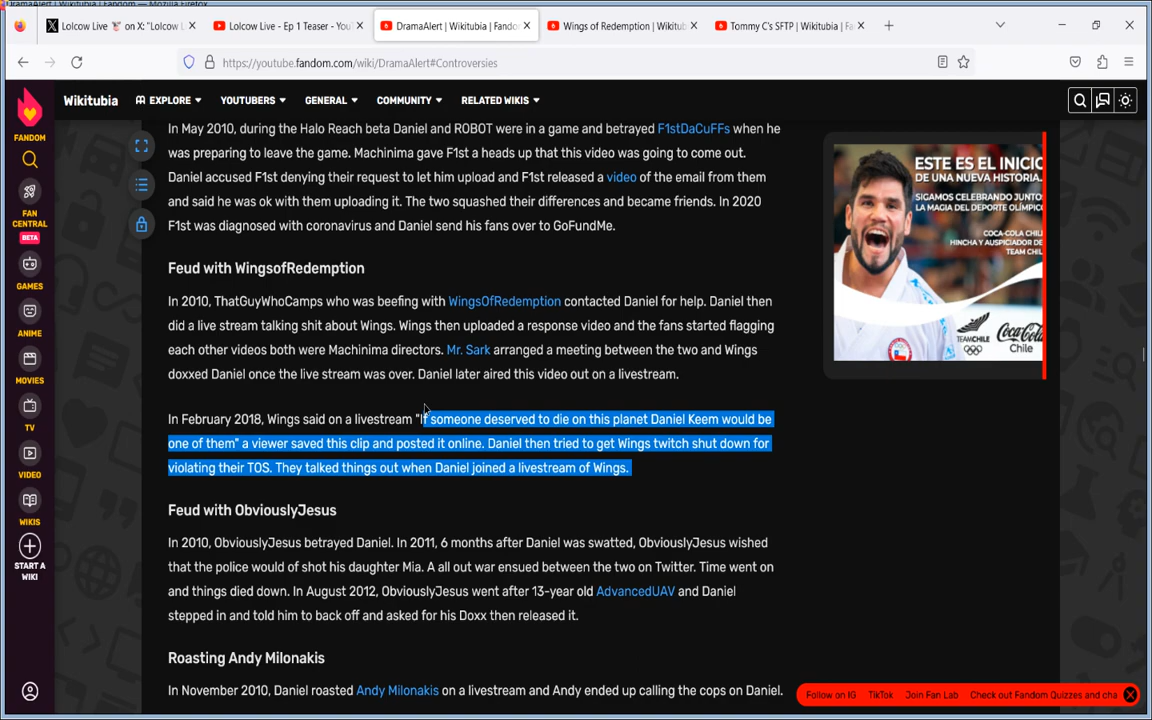 DramaAlert | Wikitubia | Fandom — Mozilla Firefox
Lolcow Live 🐮 on X: "Lolcow L
Lolcow Live - Ep 1 Teaser - You
DramaAlert | Wikitubia | Fando
Wings of Redemption | Wikitub
Tommy C's SFTP | Wikitubia | Fa
https://youtube.fandom.com/wiki/DramaAlert#Controversies
Wikitubia
EXPLORE
YOUTUBERS
GENERAL
COMMUNITY
RELATED WIKIS
FANDOM
FAN
CENTRAL
BETA
GAMES
ANIME
MOVIES
TV
VIDEO
WIKIS
START A
WIKI
In May 2010, during the Halo Reach beta Daniel and ROBOT were in a game and betrayed F1stDaCuFFs when he
was preparing to leave the game. Machinima gave F1st a heads up that this video was going to come out.
Daniel accused F1st denying their request to let him upload and F1st released a video of the email from them
and said he was ok with them uploading it. The two squashed their differences and became friends. In 2020
F1st was diagnosed with coronavirus and Daniel send his fans over to GoFundMe.
Feud with WingsofRedemption
In 2010, ThatGuyWhoCamps who was beefing with WingsOfRedemption contacted Daniel for help. Daniel then
did a live stream talking shit about Wings. Wings then uploaded a response video and the fans started flagging
each other videos both were Machinima directors. Mr. Sark arranged a meeting between the two and Wings
doxxed Daniel once the live stream was over. Daniel later aired this video out on a livestream.
In February 2018, Wings said on a livestream "If someone deserved to die on this planet Daniel Keem would be
one of them" a viewer saved this clip and posted it online. Daniel then tried to get Wings twitch shut down for
violating their TOS. They talked things out when Daniel joined a livestream of Wings.
Feud with ObviouslyJesus
In 2010, ObviouslyJesus betrayed Daniel. In 2011, 6 months after Daniel was swatted, ObviouslyJesus wished
that the police would of shot his daughter Mia. A all out war ensued between the two on Twitter. Time went on
and things died down. In August 2012, ObviouslyJesus went after 13-year old AdvancedUAV and Daniel
stepped in and told him to back off and asked for his Doxx then released it.
Roasting Andy Milonakis
In November 2010, Daniel roasted Andy Milonakis on a livestream and Andy ended up calling the cops on Daniel.
ESTE ES EL INICIO
DE UNA NUEVA HISTORIA.
SIGAMOS CELEBRANDO JUNTOS
LA MAGIA DEL DEPORTE OLÍMPICO
COCA-COLA CHILE
HINCHA Y AUSPICIADOR DE
TEAM CHILE
TEAMCHILE
Coca-Cola
Chile
Follow on IG
TikTok
Join Fan Lab
Check out Fandom Quizzes and cha